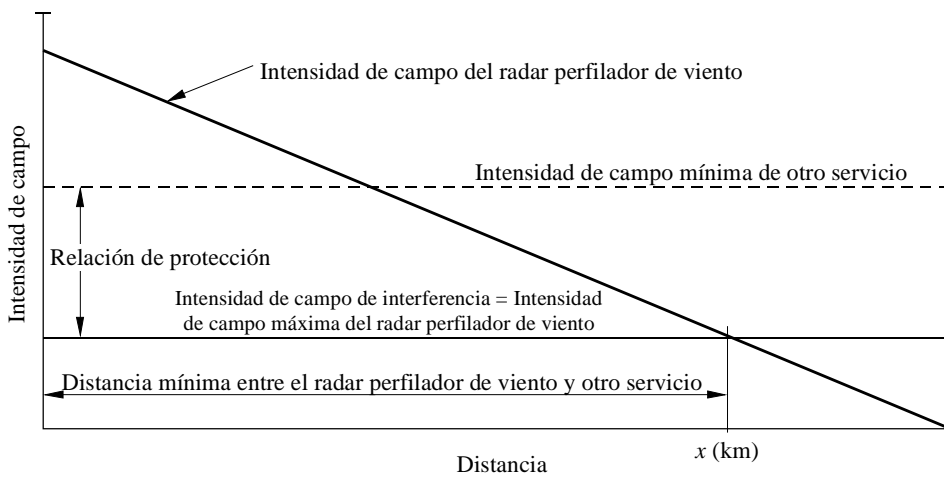 Intensidad de campo del radar perfilador de viento
Intensidad de campo mínima de otro servicio
Intensidad de campo
Relación de protección
Intensidad de campo de interferencia = Intensidad
de campo máxima del radar perfilador de viento
Distancia mínima entre el radar perfilador de viento y otro servicio
x (km)
Distancia